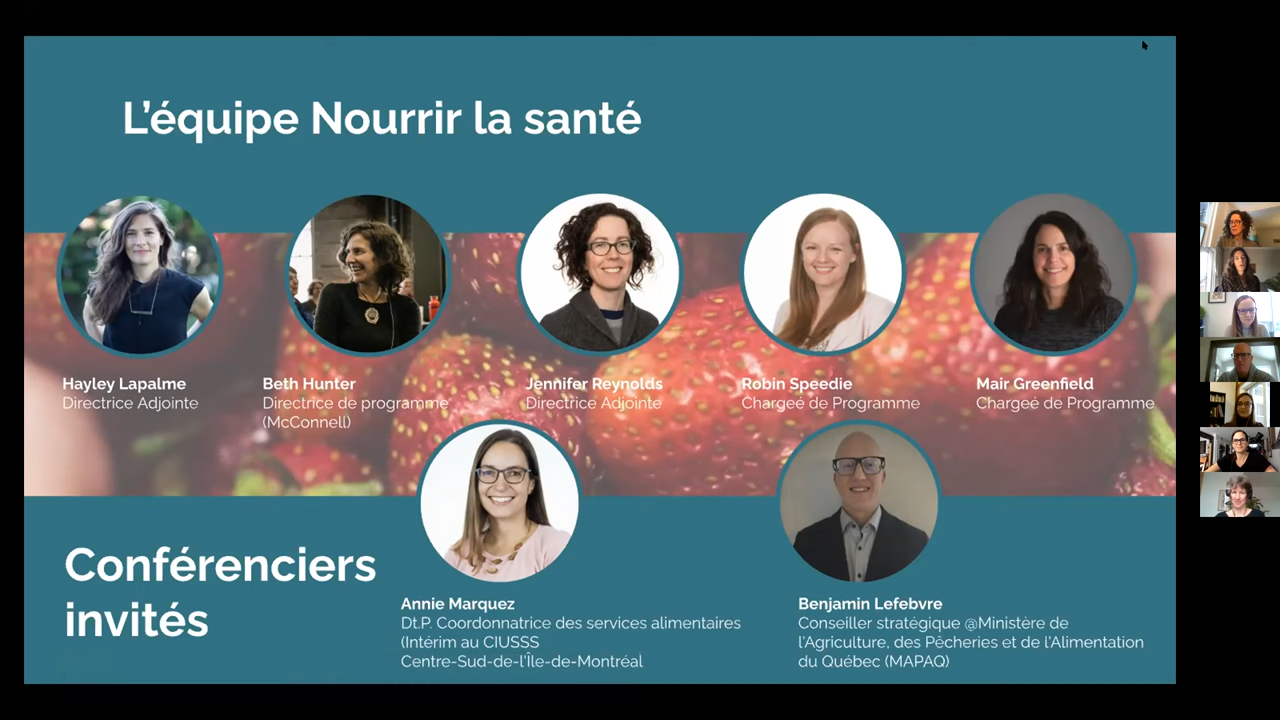 L'équipe Nourrir la santé
Hayley Lapalme
Directrice Adjointe
Beth Hunter
Directrice de programme
(McConnell)
Jennifer Reynolds
Directrice Adjointe
Robin Speedie
Chargeé de Programme
Mair Greenfield
Chargeé de Programme
Conférenciers
invités
Annie Marquez
Dt.P. Coordonnatrice des services alimentaires
(Intérim au CIUSSS
Centre-Sud-de-l'Île-de-Montréal
Benjamin Lefebvre
Conseiller stratégique @Ministère de
l'Agriculture, des Pêcheries et de l'Alimentation
du Québec (MAPAQ)